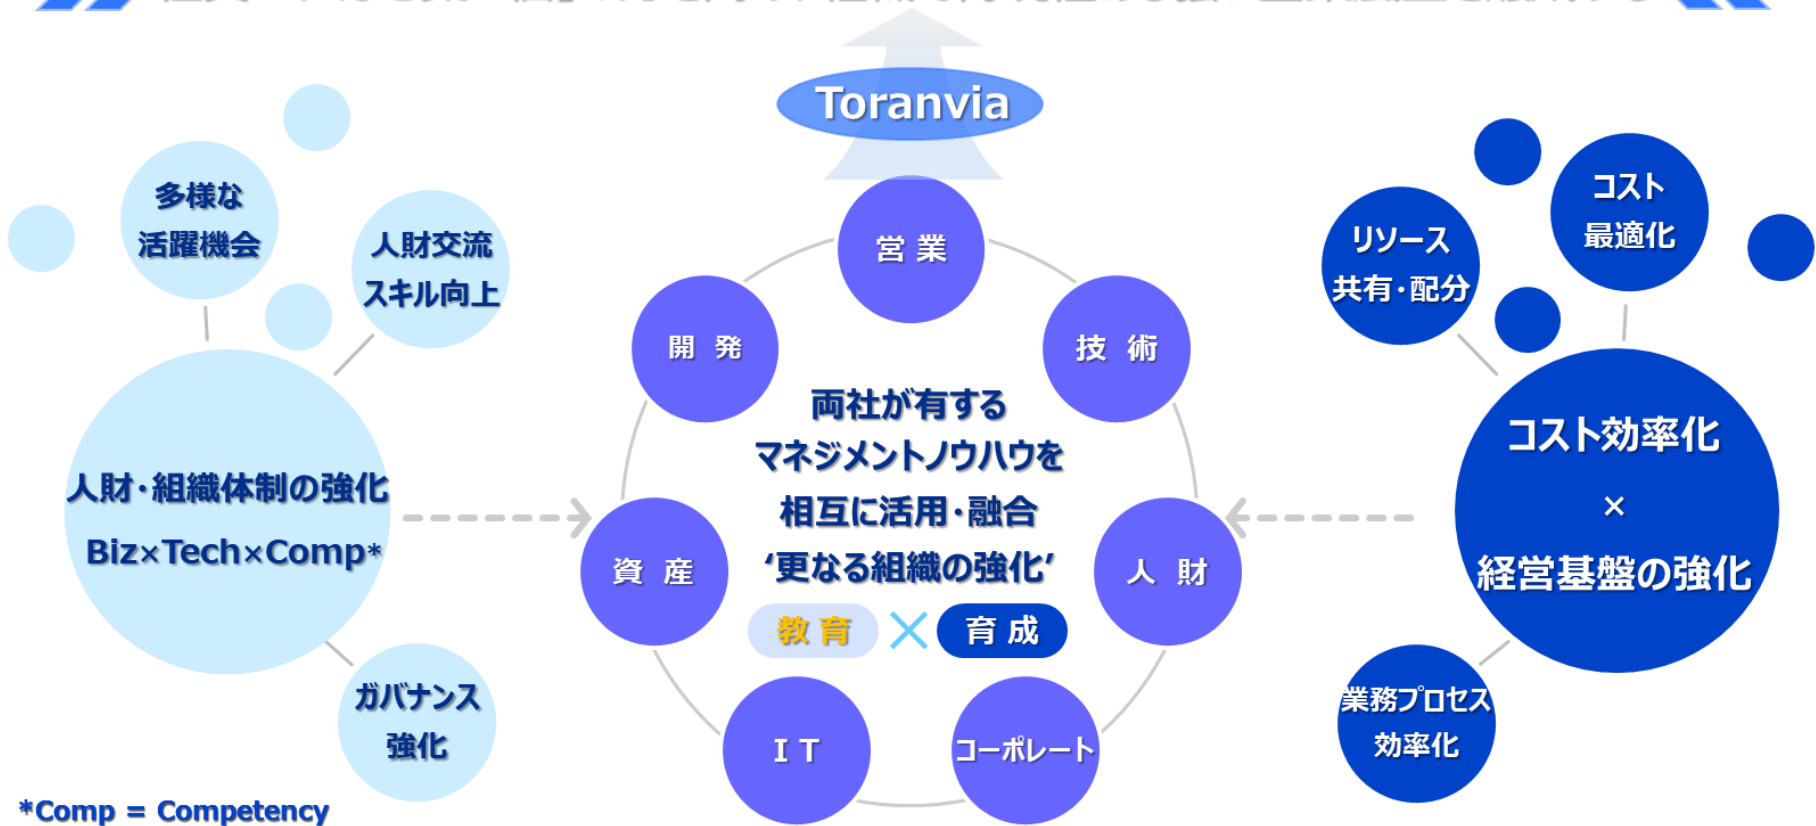 Toranvia
多様な
活躍機会
人財交流
スキル向上
人財・組織体制の強化
Biz×Tech×Comp*
ガバナンス
強化
*Comp = Competency
営業
開発
技術
資産
人財
IT
コーポレート
両社が有する
マネジメントノウハウを
相互に活用・融合
‘更なる組織の強化’
教育 × 育成
リソース
共有・配分
コスト
最適化
コスト効率化
×
経営基盤の強化
業務プロセス
効率化